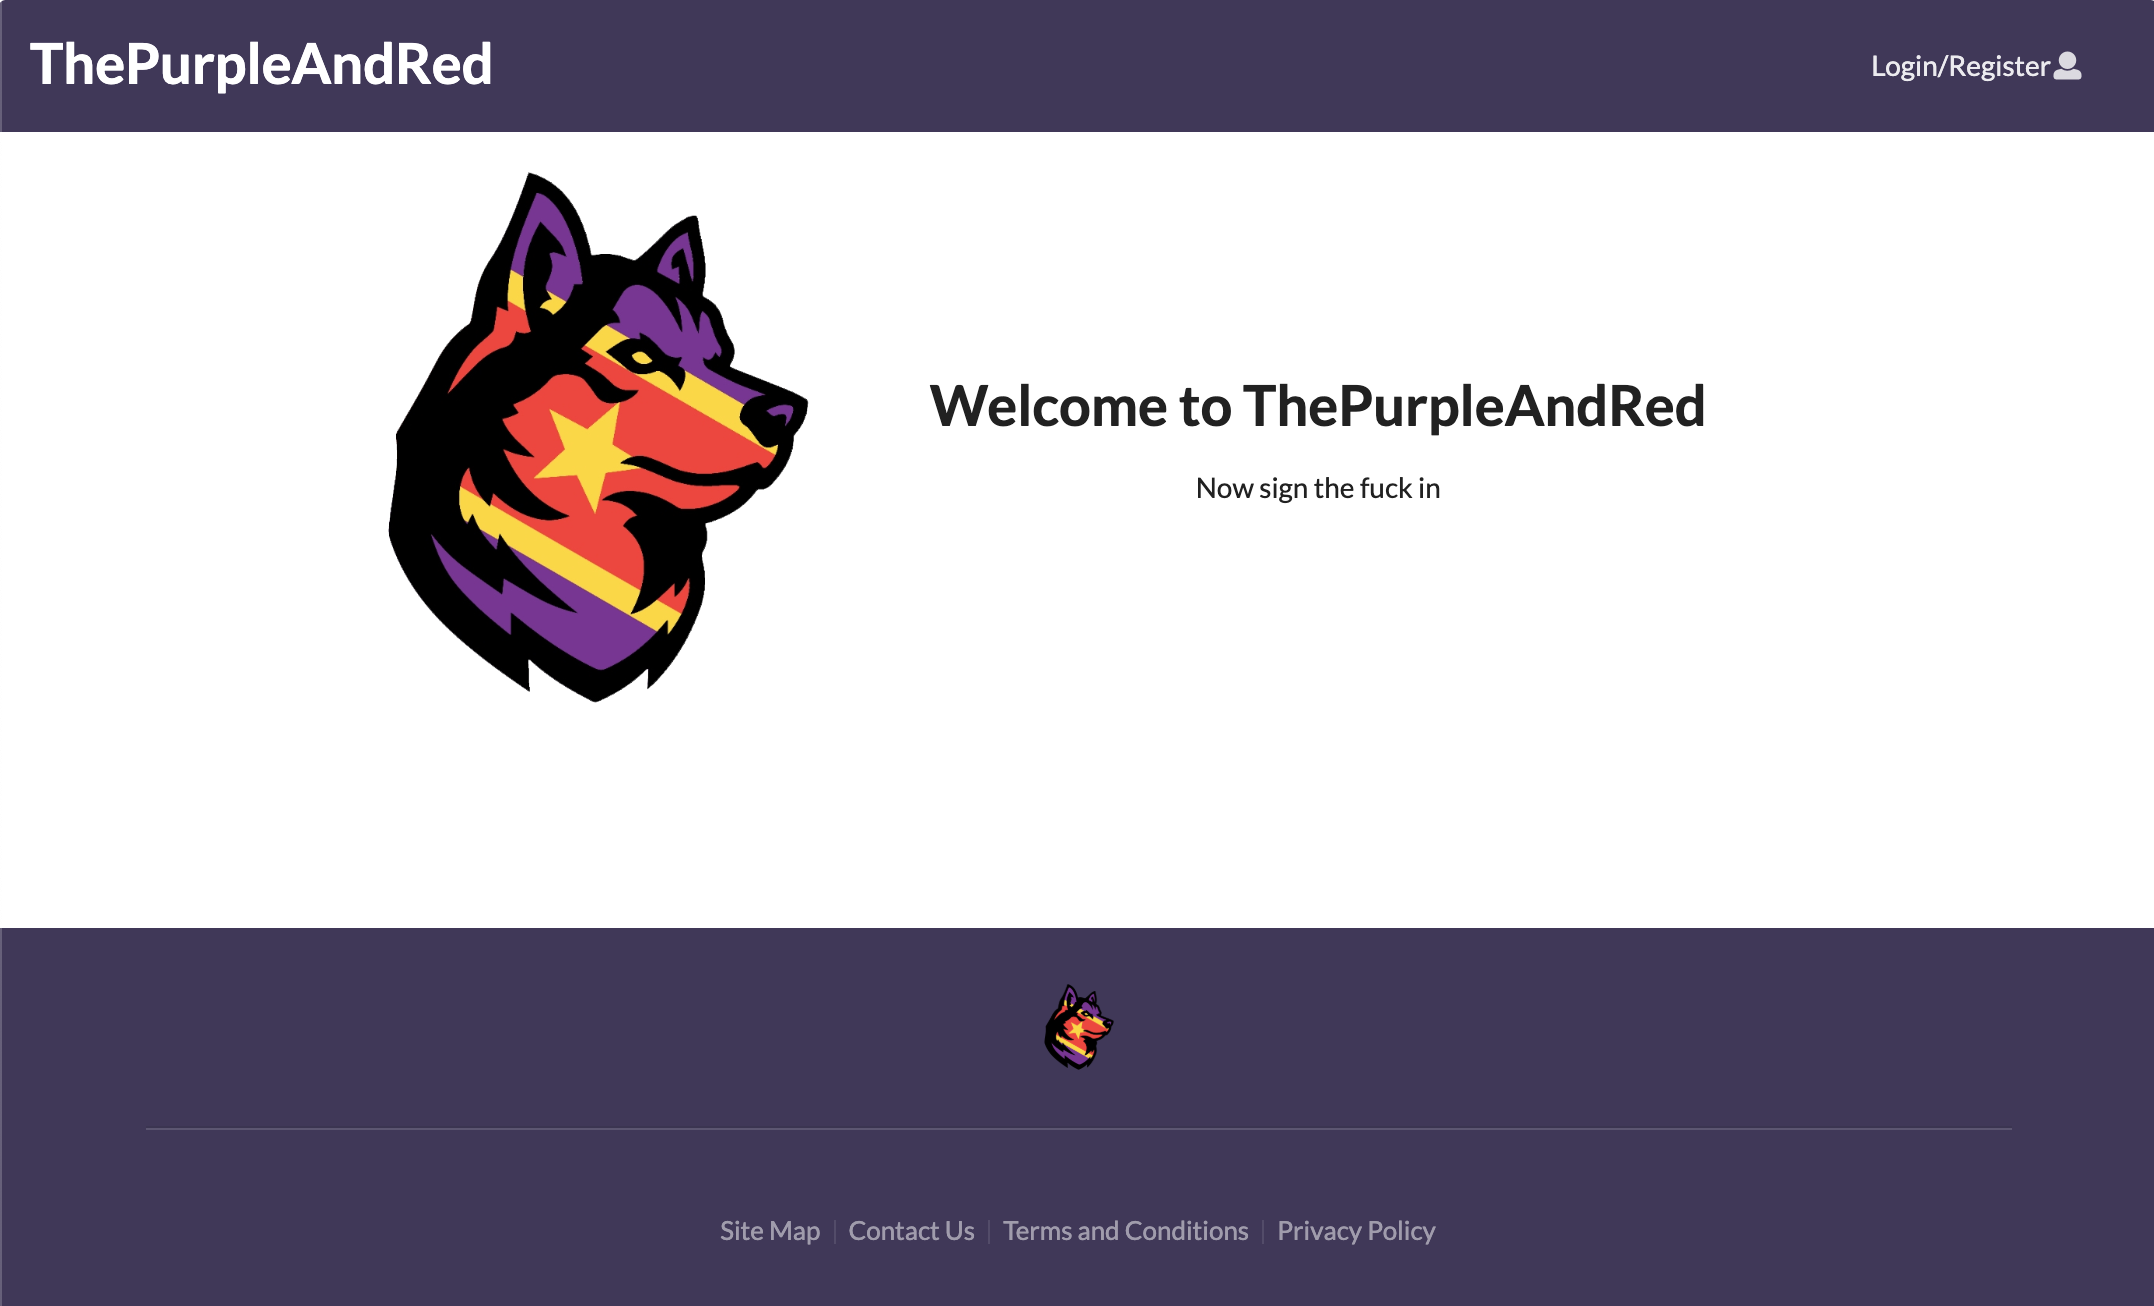 ThePurpleAndRed
Login/Register
Welcome to ThePurpleAndRed
Now sign the fuck in
Site Map | Contact Us | Terms and Conditions | Privacy Policy